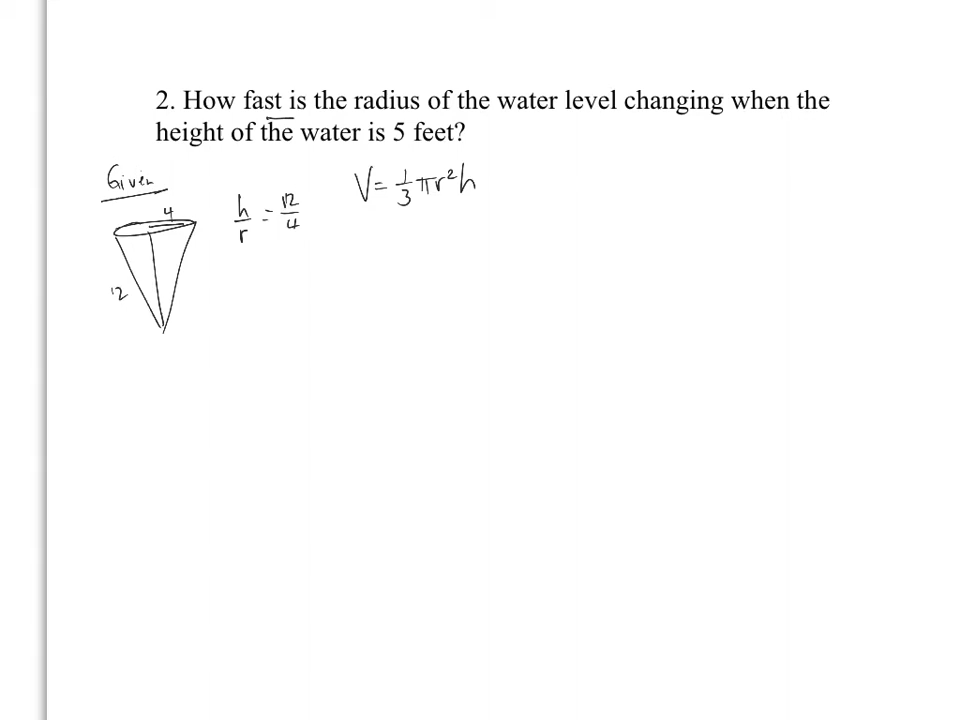 2. How fast is the radius of the water level changing when the
height of the water is 5 feet?
Given
4
12
h/r = 12/4
V = 1/3 πr²h